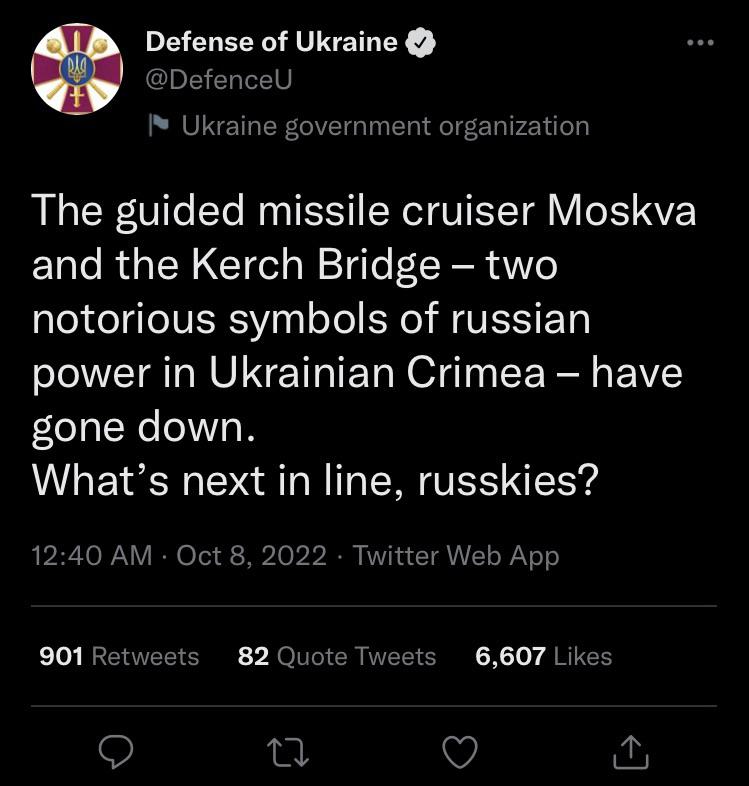 Defense of Ukraine
@DefenceU
Ukraine government organization
The guided missile cruiser Moskva
and the Kerch Bridge – two
notorious symbols of russian
power in Ukrainian Crimea – have
gone down.
What’s next in line, russkies?
12:40 AM · Oct 8, 2022 · Twitter Web App
901 Retweets 82 Quote Tweets 6,607 Likes